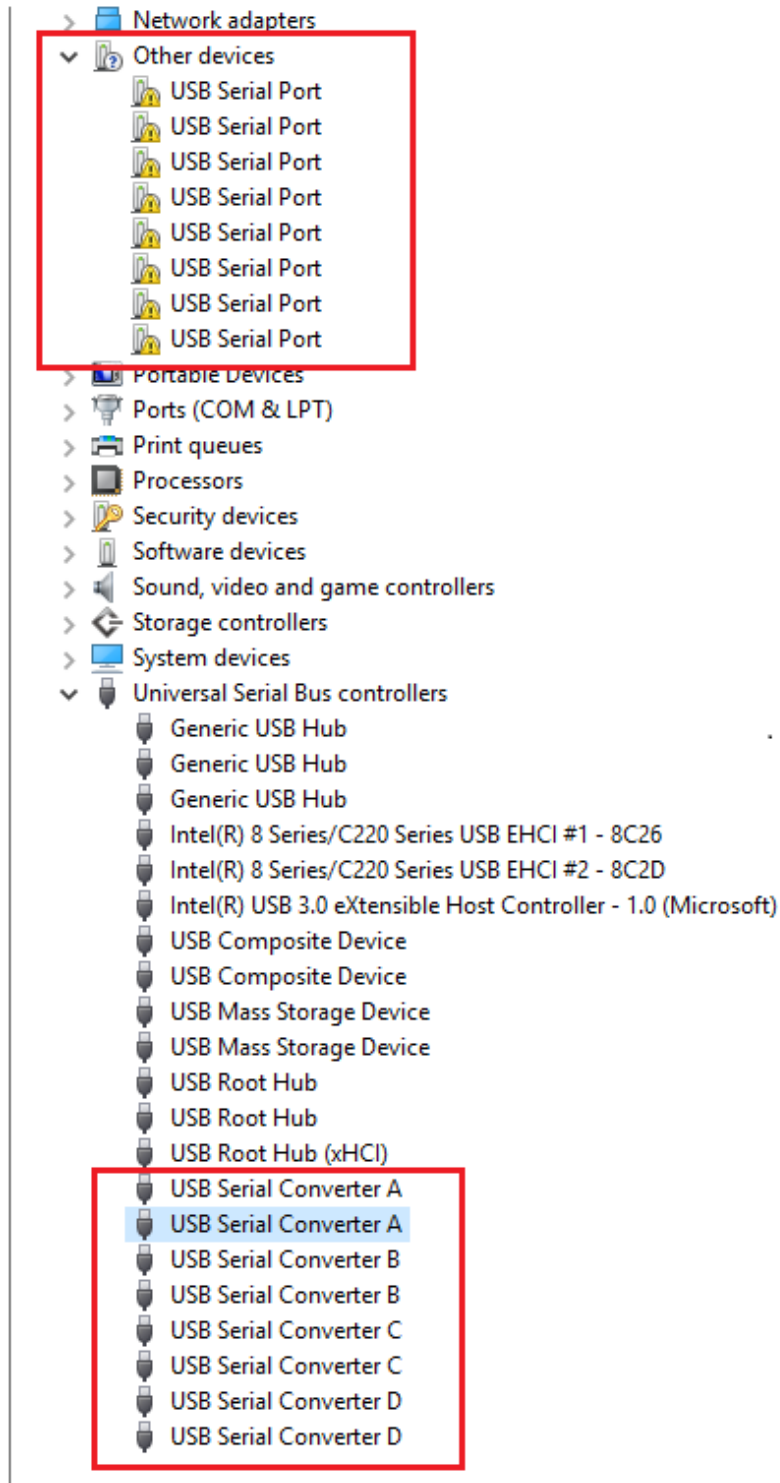 Network adapters
Other devices
USB Serial Port
USB Serial Port
USB Serial Port
USB Serial Port
USB Serial Port
USB Serial Port
USB Serial Port
USB Serial Port
Portable Devices
Ports (COM & LPT)
Print queues
Processors
Security devices
Software devices
Sound, video and game controllers
Storage controllers
System devices
Universal Serial Bus controllers
Generic USB Hub
Generic USB Hub
Generic USB Hub
Intel(R) 8 Series/C220 Series USB EHCI #1 - 8C26
Intel(R) 8 Series/C220 Series USB EHCI #2 - 8C2D
Intel(R) USB 3.0 eXtensible Host Controller - 1.0 (Microsoft)
USB Composite Device
USB Composite Device
USB Mass Storage Device
USB Mass Storage Device
USB Root Hub
USB Root Hub
USB Root Hub (xHCI)
USB Serial Converter A
USB Serial Converter A
USB Serial Converter B
USB Serial Converter B
USB Serial Converter C
USB Serial Converter C
USB Serial Converter D
USB Serial Converter D